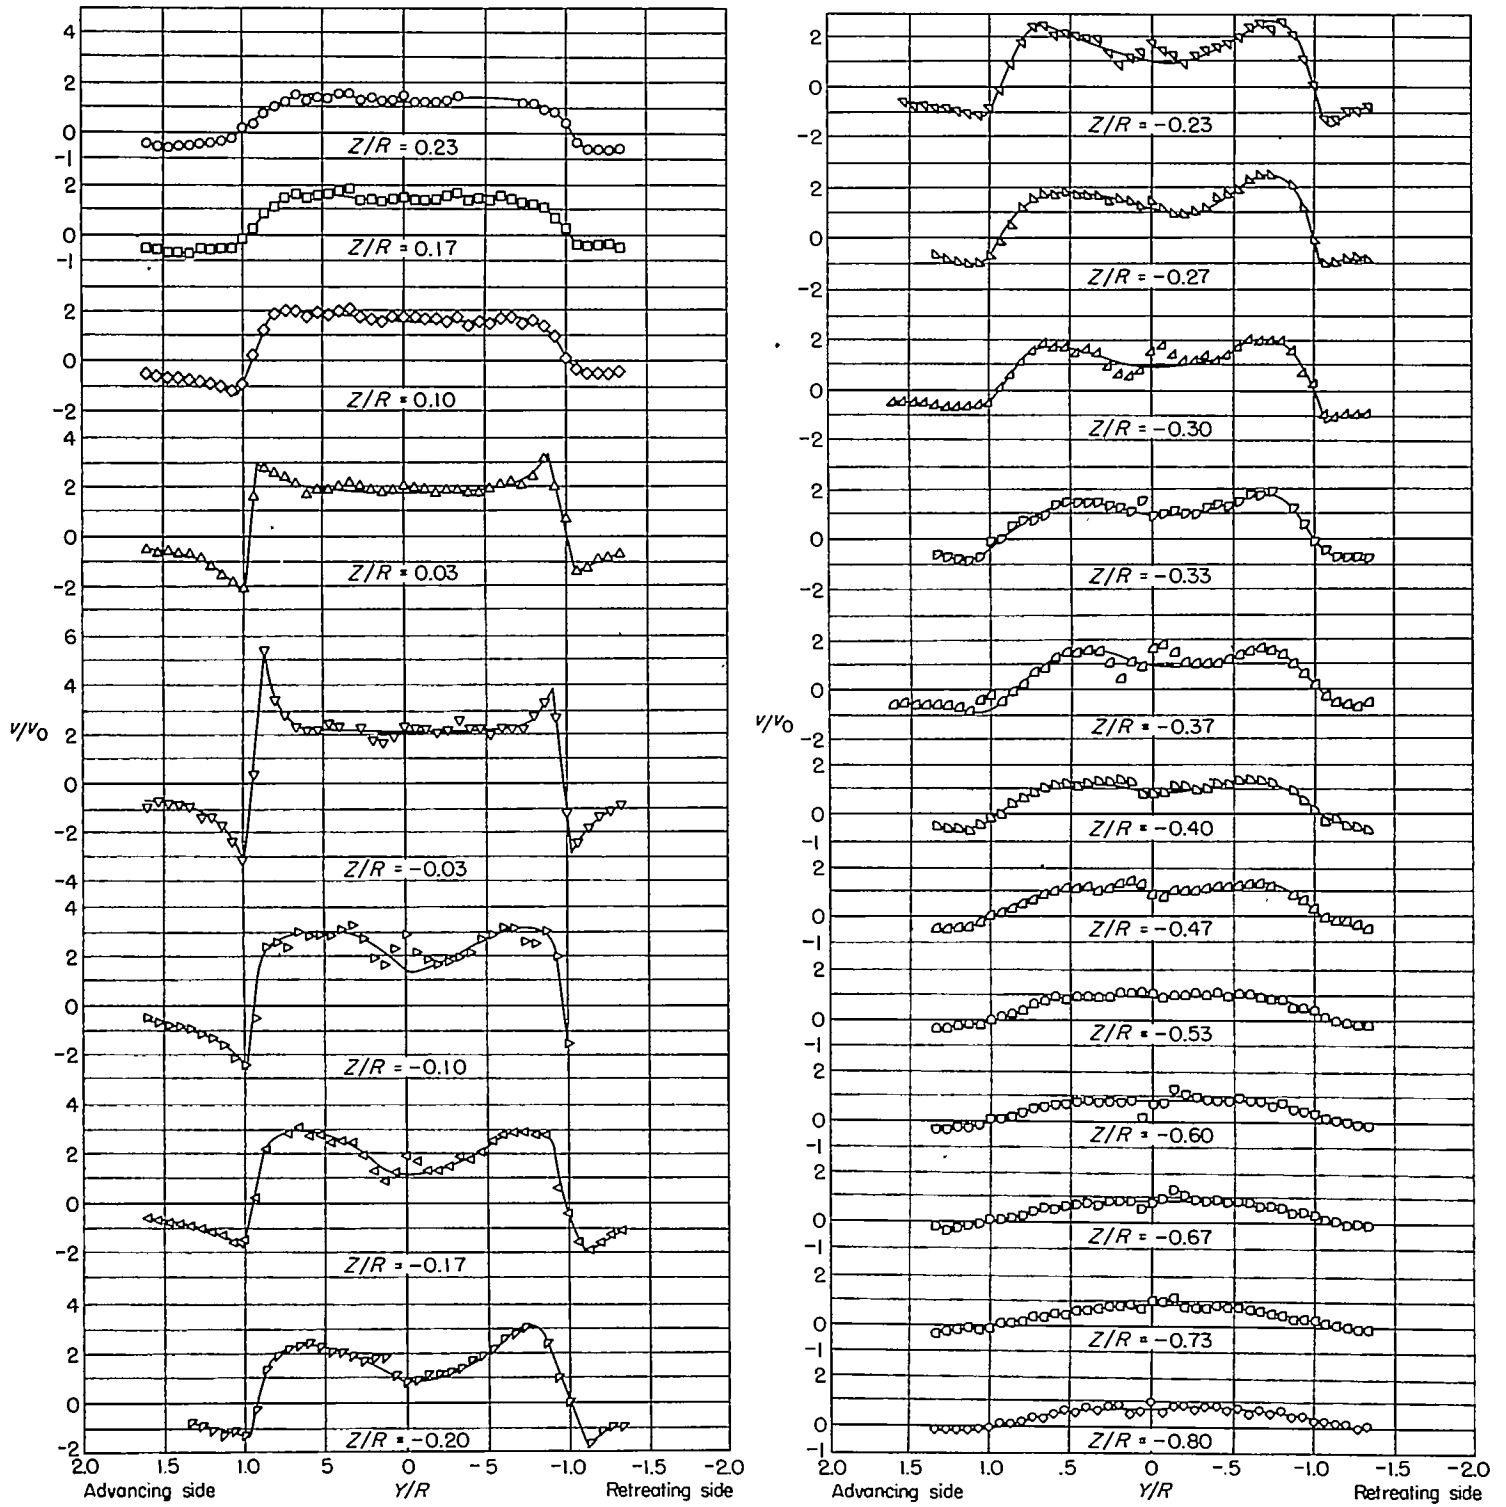 4
2
0
-1
Z/R = 0.23
2
0
-1
Z/R = 0.17
2
0
-2
Z/R = 0.10
4
2
0
-2
Z/R = 0.03
6
4
2
0
-2
-4
Z/R = -0.03
v/v0
4
2
0
-2
Z/R = -0.10
4
2
0
-2
Z/R = -0.17
4
2
0
-2
Z/R = -0.20
2.0 1.5 1.0 5 0 -5 -1.0 -1.5 -2.0
Advancing side Y/R Retreating side
2
0
-2
Z/R = -0.23
2
0
-2
Z/R = -0.27
2
0
-2
Z/R = -0.30
2
0
-2
Z/R = -0.33
2
0
-2
Z/R = -0.37
v/v0
2
0
-1
Z/R = -0.40
2
0
-1
Z/R = -0.47
2
0
-1
Z/R = -0.53
2
0
-1
Z/R = -0.60
2
0
-1
Z/R = -0.67
2
0
-1
Z/R = -0.73
2
0
-1
Z/R = -0.80
2.0 1.5 1.0 .5 0 -.5 -1.0 -1.5 -2.0
Advancing side Y/R Retreating side